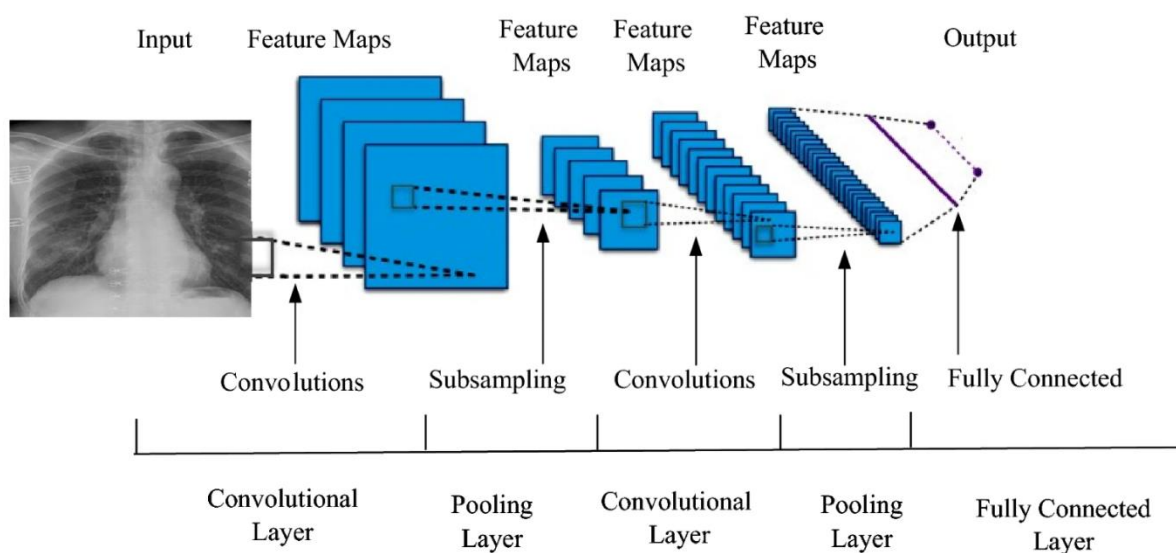 Input
Feature Maps
Feature
Maps
Feature
Maps
Feature
Maps
Output
Convolutions
Subsampling
Convolutions
Subsampling
Fully Connected
Convolutional
Layer
Pooling
Layer
Convolutional
Layer
Pooling
Layer
Fully Connected
Layer